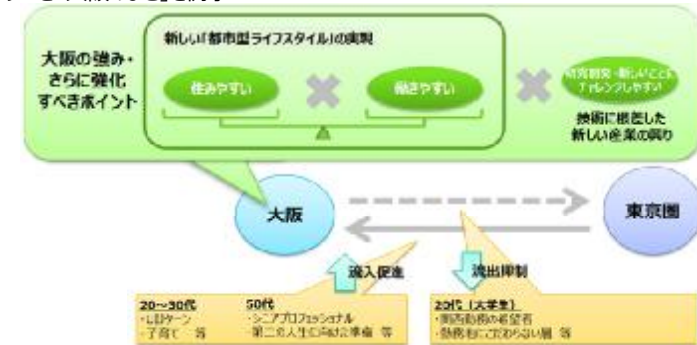 新しい「都市型ライフスタイル」の実現
大阪の強み・
さらに強化
すべきポイント
住みやすい
働きやすい
研究開発・新しいことに
チャレンジしやすい
技術に根差した
新しい産業の興り
大阪
東京圏
流入促進
流出抑制
20～30代
・UIJターン
・子育て 等
50代
・シニアプロフェッショナル
・第二の人生に向けた準備 等
20代（大学生）
・関西勤務の希望者
・勤務地にこだわらない層 等